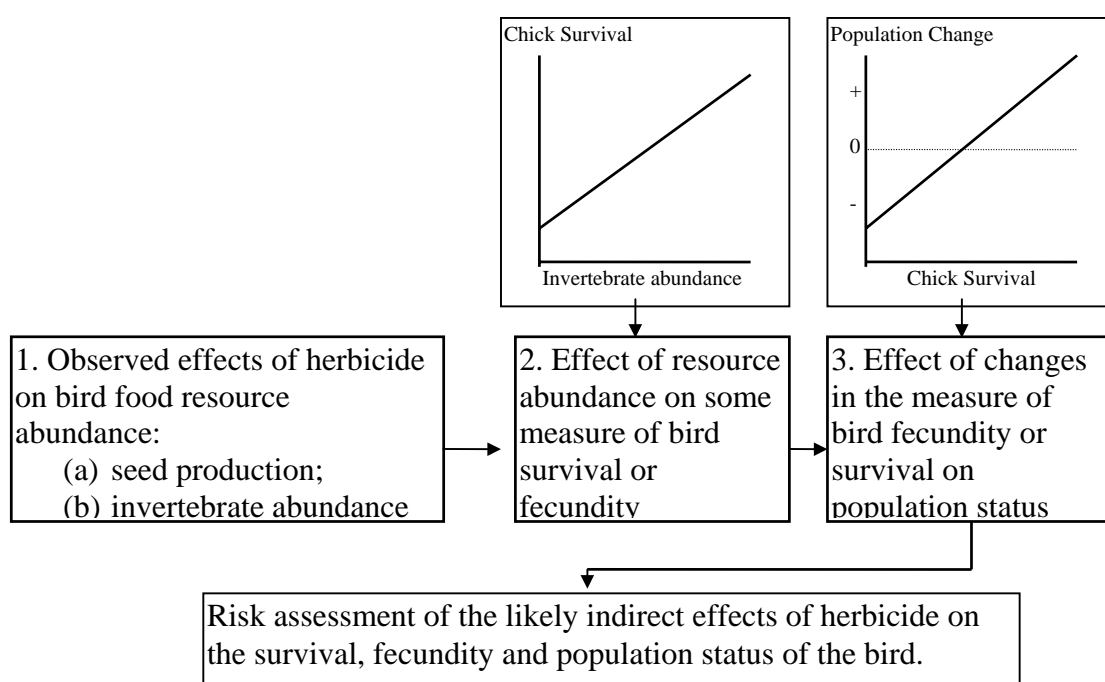 Chick Survival
Invertebrate abundance
Population Change
+
0
-
Chick Survival
1. Observed effects of herbicide
on bird food resource
abundance:
(a) seed production;
(b) invertebrate abundance
2. Effect of resource
abundance on some
measure of bird
survival or
fecundity
3. Effect of changes
in the measure of
bird fecundity or
survival on
population status
Risk assessment of the likely indirect effects of herbicide on
the survival, fecundity and population status of the bird.